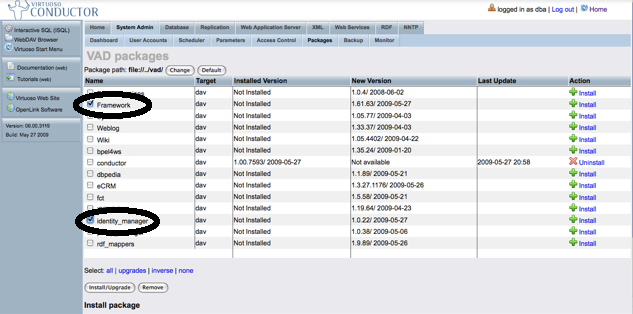 VIRTUOSO
CONDUCTOR
logged in as dba | Log out | Home
Interactive SQL (ISQL)
WebDAV Browser
Virtuoso Start Menu
Documentation (web)
Tutorials (web)
Virtuoso Web Site
OpenLink Software
Version: 06.00.3119
Build: May 27 2009
Home System Admin Database Replication Web Application Server XML Web Services RDF NNTP
Dashboard User Accounts Scheduler Parameters Access Control Packages Backup Monitor
VAD packages
Package path: file://../vad/ Change Default
Name Target Installed Version New Version Last Update Action
dav Not Installed 1.0.4/ 2008-06-02 Install
Framework dav Not Installed 1.61.63/ 2009-05-27 Install
dav Not Installed 1.05.77/ 2009-04-03 Install
Weblog dav Not Installed 1.33.37/ 2009-04-03 Install
Wiki dav Not Installed 1.05.4402/ 2009-04-22 Install
bpel4ws dav Not Installed 1.35.24/ 2009-01-20 Install
conductor dav 1.00.7593/ 2009-05-27 Not available 2009-05-27 20:58 Uninstall
dbpedia dav Not Installed 1.1.89/ 2009-05-21 Install
eCRM dav Not Installed 1.3.27.1176/ 2009-05-26 Install
fct dav Not Installed 1.5.58/ 2009-05-21 Install
dav Not Installed 1.19.64/ 2009-04-23 Install
identity_manager dav Not Installed 1.0.22/ 2009-05-27 Install
dav Not Installed 1.0.38/ 2009-05-06 Install
rdf_mappers dav Not Installed 1.9.89/ 2009-05-26 Install
Select: all | upgrades | inverse | none
Install/Upgrade Remove
Install package